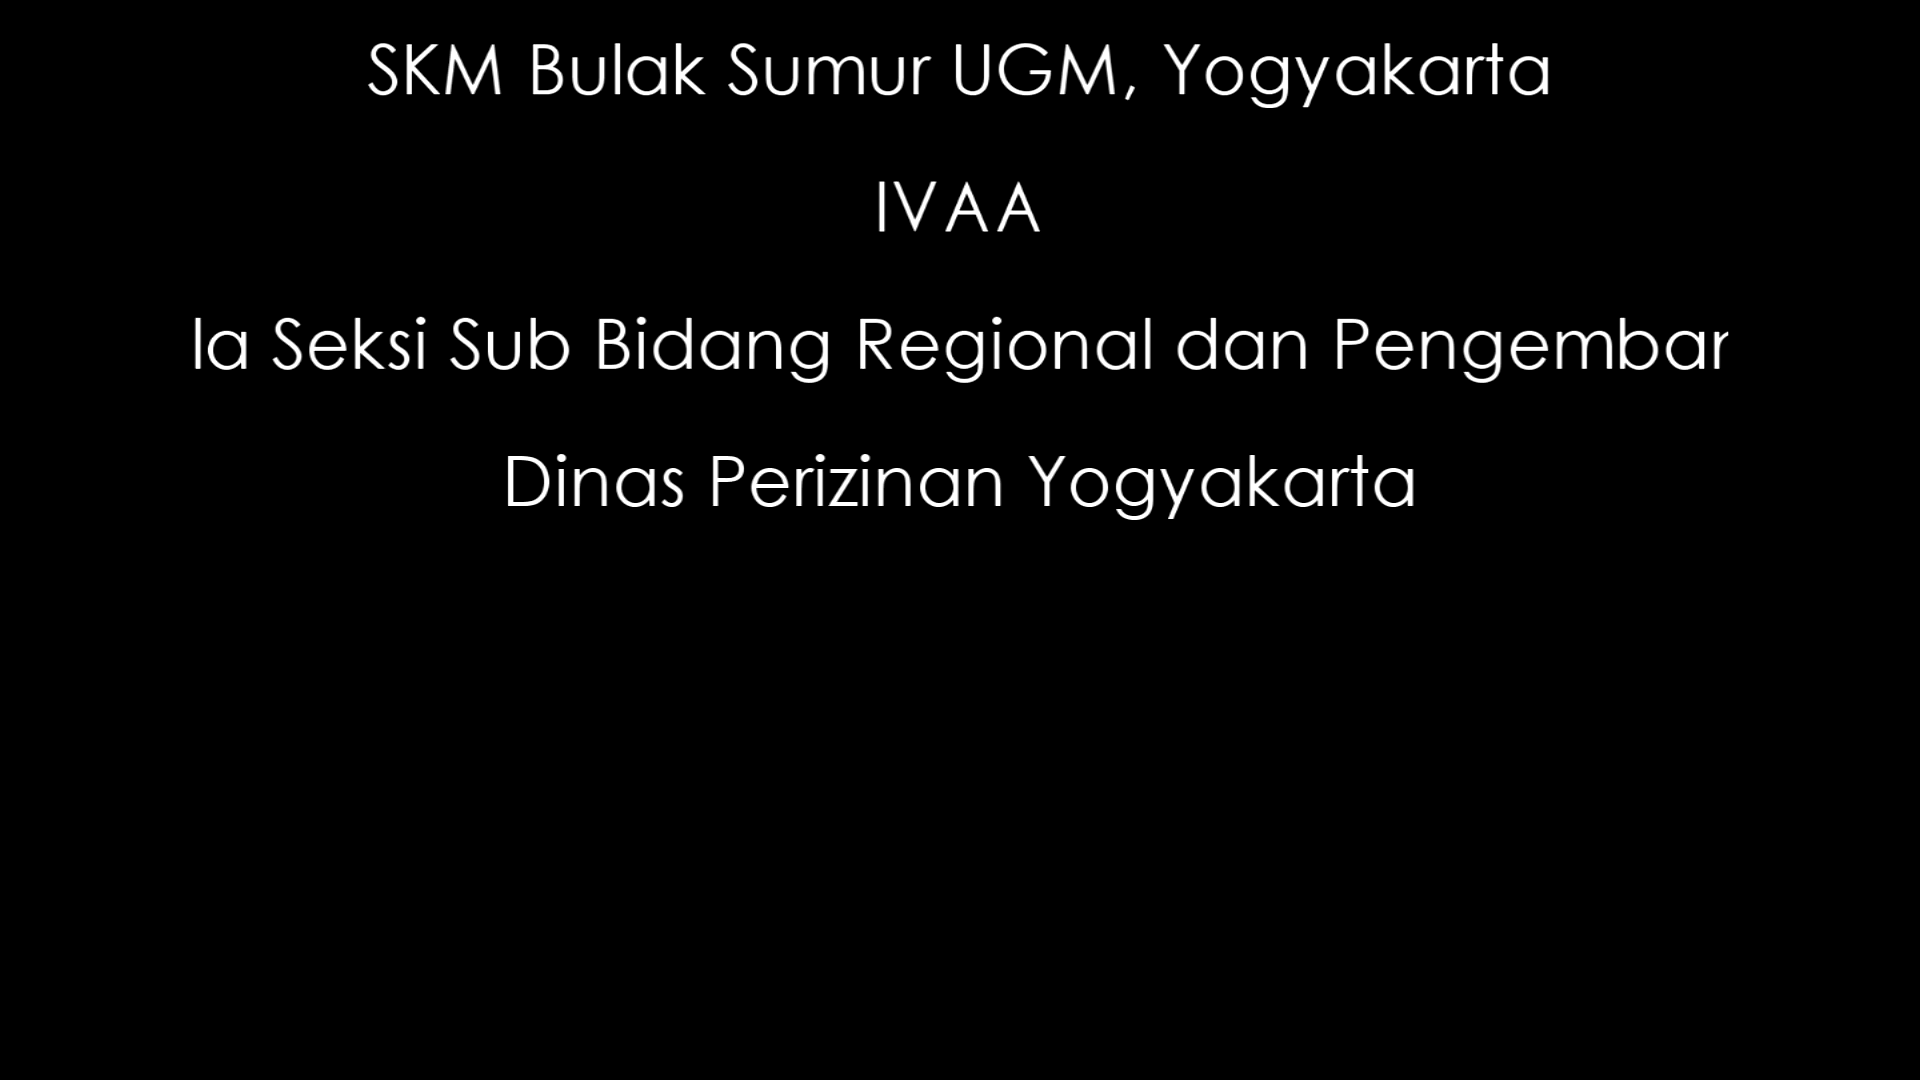 SKM Bulak Sumur UGM, Yogyakarta
IVAA
la Seksi Sub Bidang Regional dan Pengembar
Dinas Perizinan Yogyakarta